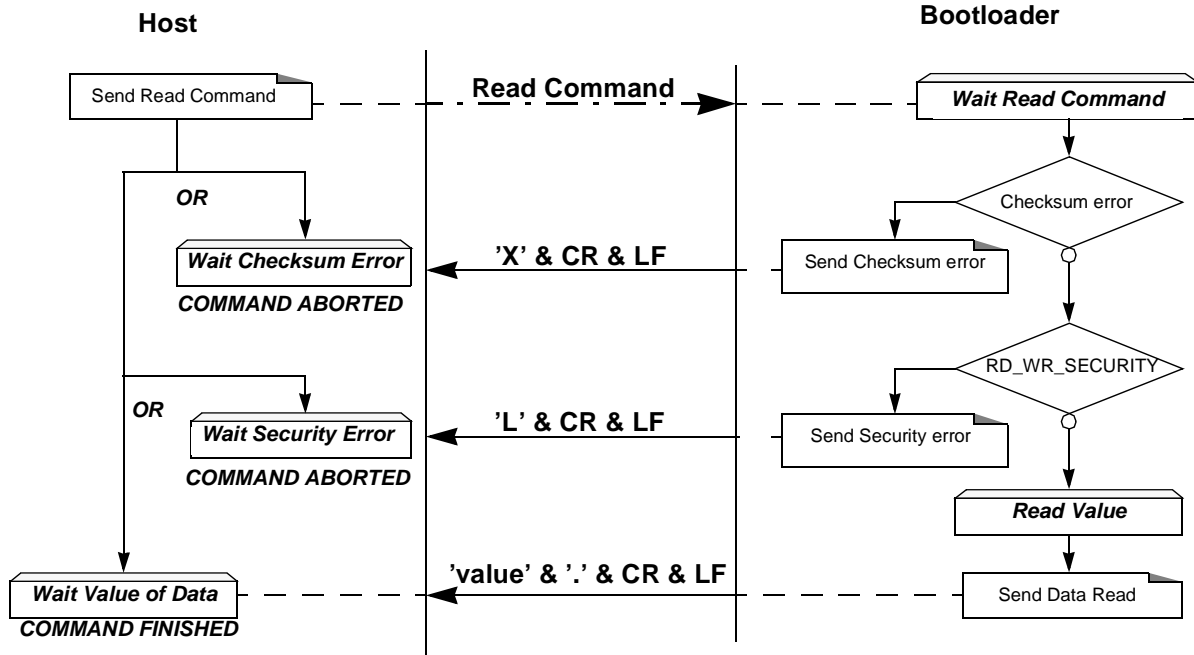 Host
Bootloader
Send Read Command
Read Command
Wait Read Command
OR
Checksum error
Wait Checksum Error
’X’ & CR & LF
Send Checksum error
COMMAND ABORTED
RD_WR_SECURITY
OR
Wait Security Error
’L’ & CR & LF
Send Security error
COMMAND ABORTED
Read Value
’value’ & ’.’ & CR & LF
Wait Value of Data
Send Data Read
COMMAND FINISHED